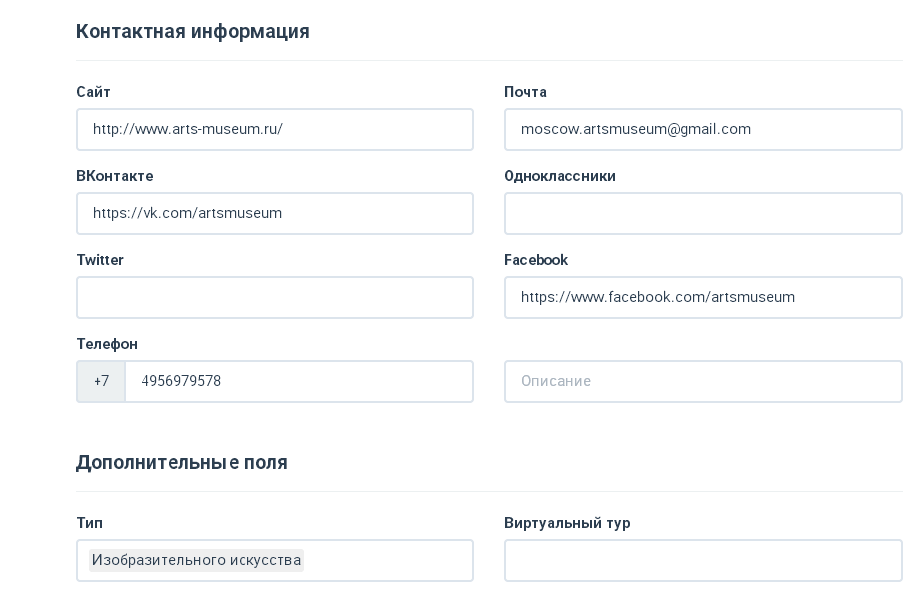 Контактная информация
Сайт
Почта
http://www.arts-museum.ru/
moscow.artsmuseum@gmail.com
ВКонтакте
Одноклассники
https://vk.com/artsmuseum
Twitter
Facebook
https://www.facebook.com/artsmuseum
Телефон
+7 4956979578
Описание
Дополнительные поля
Тип
Виртуальный тур
Изобразительного искусства